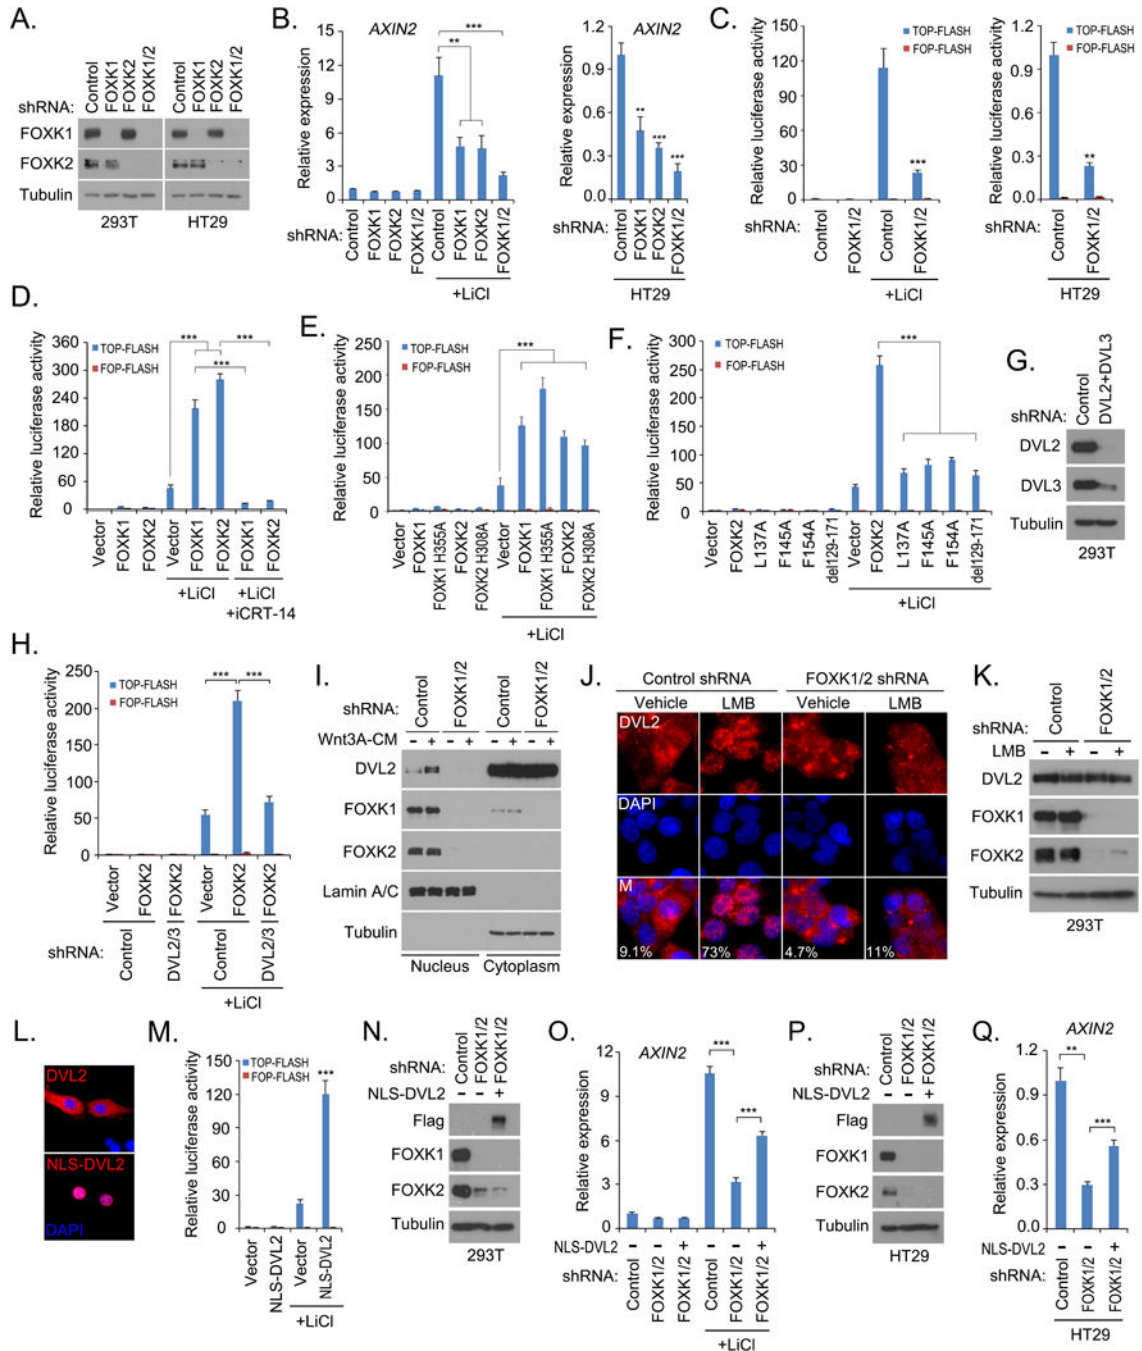 A.
shRNA:
Control
FOXK1
FOXK2
FOXK1/2
Control
FOXK1
FOXK2
FOXK1/2
FOXK1
FOXK2
Tubulin
293T
HT29
B.
AXIN2
Relative expression
15
12
9
6
3
0
**
***
shRNA:
Control
FOXK1
FOXK2
FOXK1/2
Control
FOXK1
FOXK2
FOXK1/2
+LiCl
AXIN2
Relative expression
1.2
1.0
0.8
0.6
0.4
0.2
0.0
**
***
***
shRNA:
Control
FOXK1
FOXK2
FOXK1/2
HT29
C.
TOP-FLASH
FOP-FLASH
Relative luciferase activity
150
120
90
60
30
0
***
shRNA:
Control
FOXK1/2
Control
FOXK1/2
+LiCl
TOP-FLASH
FOP-FLASH
Relative luciferase activity
1.2
0.9
0.6
0.3
0.0
**
Control
FOXK1/2
HT29
D.
TOP-FLASH
FOP-FLASH
Relative luciferase activity
360
300
240
180
120
60
0
***
***
***
Vector
FOXK1
FOXK2
Vector
FOXK1
FOXK2
FOXK1
FOXK2
+LiCl
+LiCl
+iCRT-14
E.
TOP-FLASH
FOP-FLASH
Relative luciferase activity
250
200
150
100
50
0
***
Vector
FOXK1
FOXK1 H355A
FOXK2
FOXK2 H308A
Vector
FOXK1
FOXK1 H355A
FOXK2
FOXK2 H308A
+LiCl
F.
TOP-FLASH
FOP-FLASH
Relative luciferase activity
300
250
200
150
100
50
0
***
Vector
FOXK2
L137A
F145A
F154A
del129-171
Vector
FOXK2
L137A
F145A
F154A
del129-171
+LiCl
G.
shRNA:
Control
DVL2+DVL3
DVL2
DVL3
Tubulin
293T
H.
TOP-FLASH
FOP-FLASH
Relative luciferase activity
250
200
150
100
50
0
***
***
Vector
FOXK2
FOXK2
Vector
FOXK2
FOXK2
shRNA:
Control
DVL2/3
Control
DVL2/3
+LiCl
I.
shRNA:
Control
FOXK1/2
Control
FOXK1/2
Wnt3A-CM
- + - + - + - +
DVL2
FOXK1
FOXK2
Lamin A/C
Tubulin
Nucleus
Cytoplasm
J.
Control shRNA
FOXK1/2 shRNA
Vehicle
LMB
Vehicle
LMB
DVL2
DAPI
M
9.1%
73%
4.7%
11%
K.
shRNA:
Control
FOXK1/2
LMB
- + - +
DVL2
FOXK1
FOXK2
Tubulin
293T
L.
DVL2
NLS-DVL2
DAPI
M.
TOP-FLASH
FOP-FLASH
Relative luciferase activity
150
120
90
60
30
0
***
Vector
NLS-DVL2
Vector
NLS-DVL2
+LiCl
N.
shRNA:
Control
FOXK1/2
FOXK1/2
NLS-DVL2
- - +
Flag
FOXK1
FOXK2
Tubulin
293T
O.
AXIN2
Relative expression
12
9
6
3
0
***
***
NLS-DVL2
- - + - - +
shRNA:
Control
FOXK1/2
FOXK1/2
Control
FOXK1/2
FOXK1/2
+LiCl
P.
shRNA:
Control
FOXK1/2
FOXK1/2
NLS-DVL2
- - +
Flag
FOXK1
FOXK2
Tubulin
HT29
Q.
AXIN2
Relative expression
1.2
0.9
0.6
0.3
0.0
**
***
NLS-DVL2
- - +
shRNA:
Control
FOXK1/2
FOXK1/2
HT29